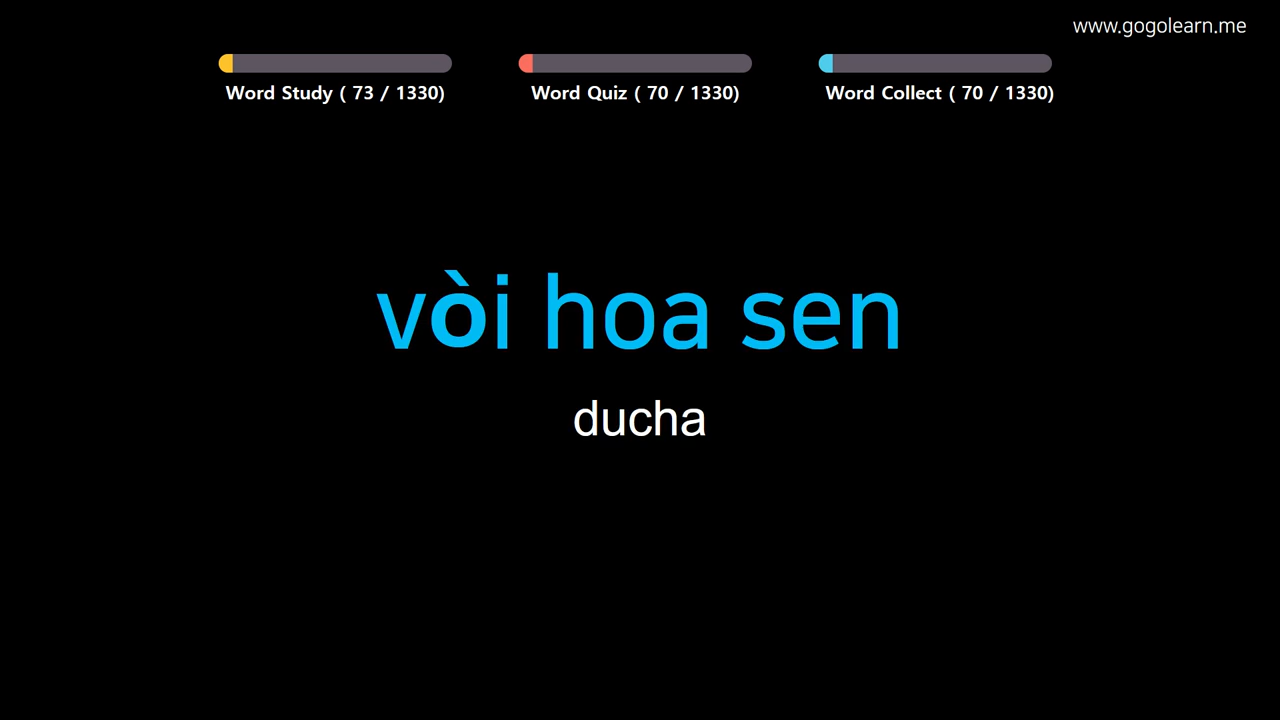 www.gogolearn.me
Word Study ( 73 / 1330)
Word Quiz ( 70 / 1330)
Word Collect ( 70 / 1330)
vòi hoa sen
ducha